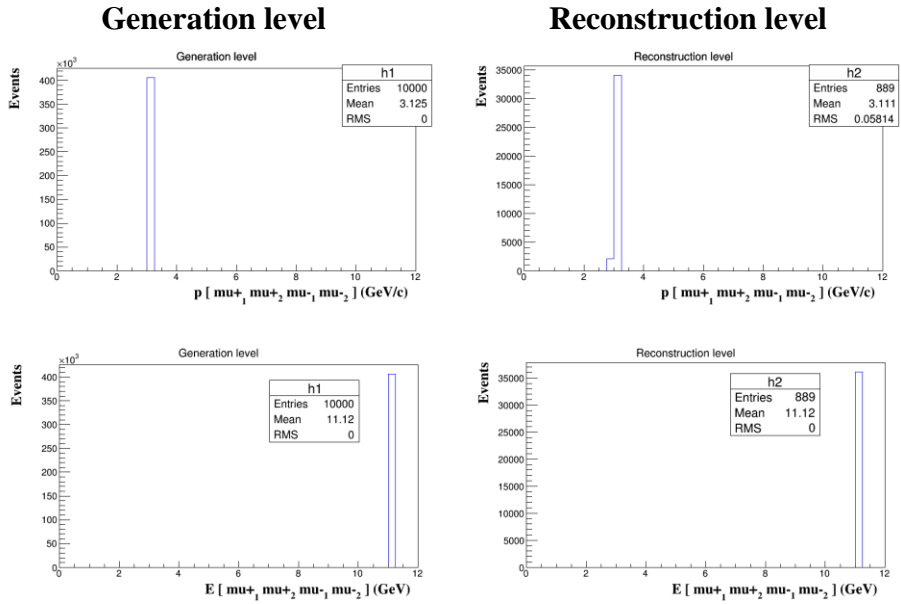 Generation level
Reconstruction level
Generation level
×10³
Events
400
350
300
250
200
150
100
50
0
0 2 4 6 8 10 12
p [ mu+₁ mu+₂ mu-₁ mu-₂ ] (GeV/c)
h1
Entries 10000
Mean 3.125
RMS 0
Reconstruction level
Events
35000
30000
25000
20000
15000
10000
5000
0
0 2 4 6 8 10 12
p [ mu+₁ mu+₂ mu-₁ mu-₂ ] (GeV/c)
h2
Entries 889
Mean 3.111
RMS 0.05814
Generation level
×10³
Events
400
350
300
250
200
150
100
50
0
0 2 4 6 8 10 12
E [ mu+₁ mu+₂ mu-₁ mu-₂ ] (GeV)
h1
Entries 10000
Mean 11.12
RMS 0
Reconstruction level
Events
35000
30000
25000
20000
15000
10000
5000
0
0 2 4 6 8 10 12
E [ mu+₁ mu+₂ mu-₁ mu-₂ ] (GeV)
h2
Entries 889
Mean 11.12
RMS 0